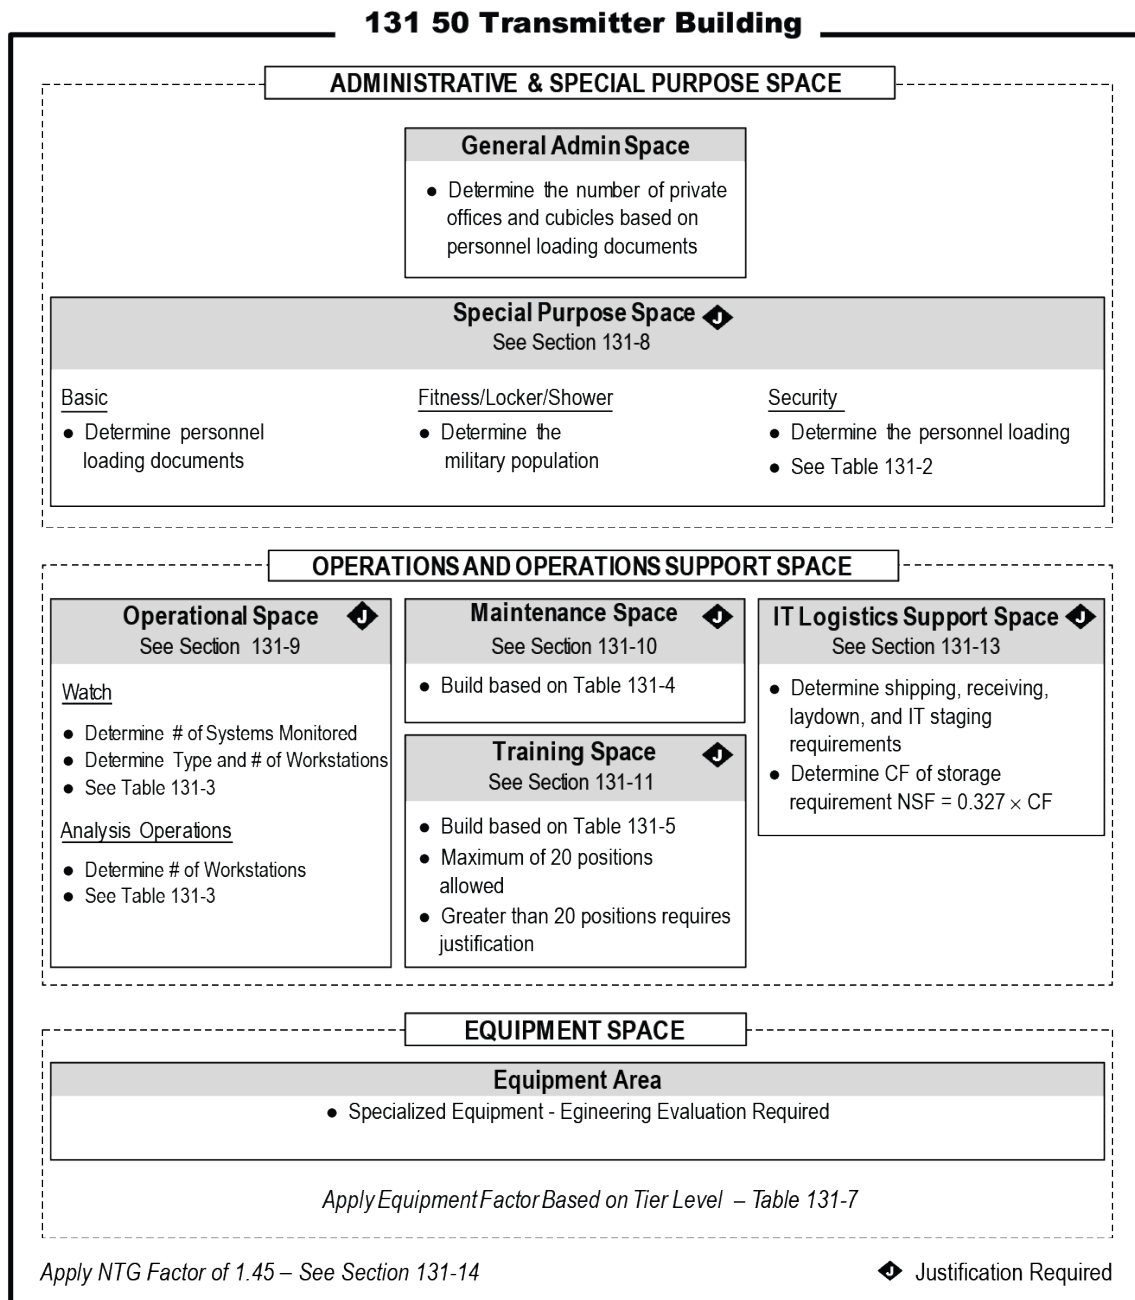 131 50 Transmitter Building
ADMINISTRATIVE & SPECIAL PURPOSE SPACE
General Admin Space
● Determine the number of private
offices and cubicles based on
personnel loading documents
Special Purpose Space J
See Section 131-8
Basic
● Determine personnel
loading documents
Fitness/Locker/Shower
● Determine the
military population
Security
● Determine the personnel loading
● See Table 131-2
OPERATIONS AND OPERATIONS SUPPORT SPACE
Operational Space J
See Section 131-9
Watch
● Determine # of Systems Monitored
● Determine Type and # of Workstations
● See Table 131-3
Analysis Operations
● Determine # of Workstations
● See Table 131-3
Maintenance Space J
See Section 131-10
● Build based on Table 131-4
Training Space J
See Section 131-11
● Build based on Table 131-5
● Maximum of 20 positions
allowed
● Greater than 20 positions requires
justification
IT Logistics Support Space J
See Section 131-13
● Determine shipping, receiving,
laydown, and IT staging
requirements
● Determine CF of storage
requirement NSF = 0.327 × CF
EQUIPMENT SPACE
Equipment Area
● Specialized Equipment - Egineering Evaluation Required
Apply Equipment Factor Based on Tier Level – Table 131-7
Apply NTG Factor of 1.45 – See Section 131-14
J Justification Required